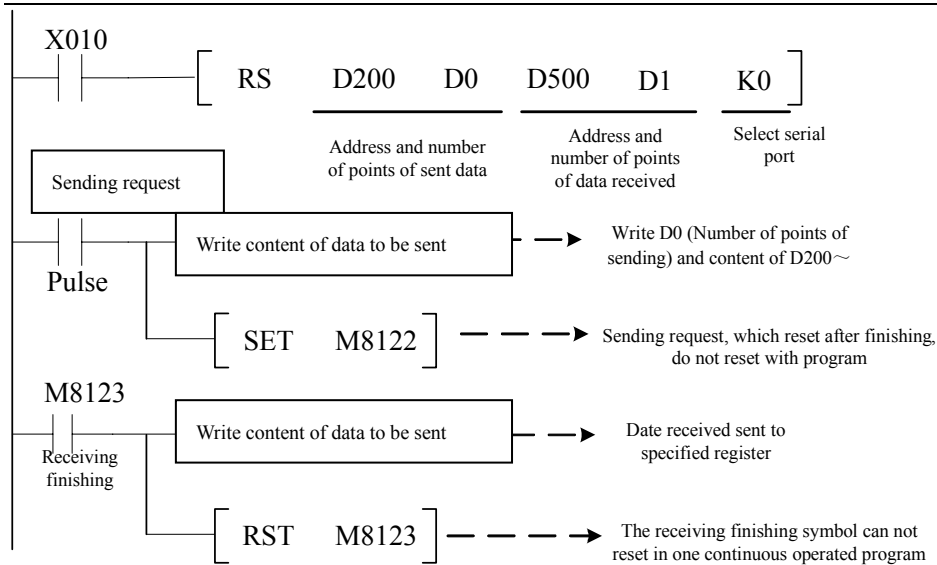 X010
RS D200 D0 D500 D1 K0
Address and number
of points of sent data
Address and
number of points
of data received
Select serial
port
Sending request
Pulse
Write content of data to be sent
Write D0 (Number of points of
sending) and content of D200～
SET M8122
Sending request, which reset after finishing,
do not reset with program
M8123
Receiving
finishing
Write content of data to be sent
Date received sent to
specified register
RST M8123
The receiving finishing symbol can not
reset in one continuous operated program